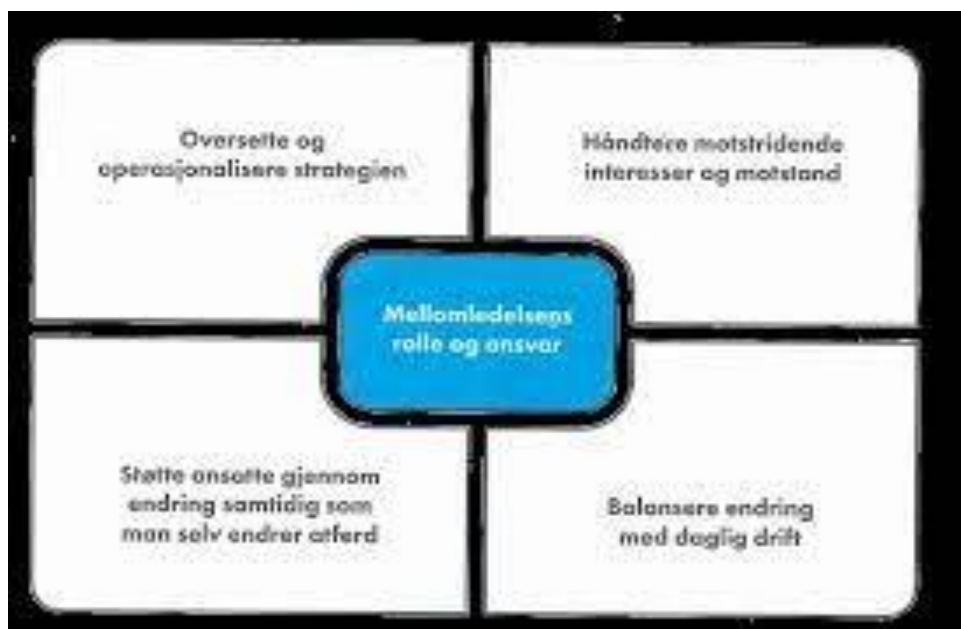 Oversette og
operasjonalisere strategien
Håndtere motstridende
interesser og motstand
Mellomledelsens
rolle og ansvar
Støtte ansatte gjennom
endring samtidig som
man selv endrer atferd
Balansere endring
med daglig drift